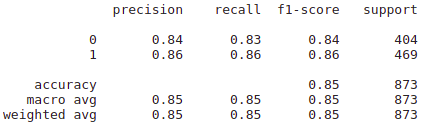 precision recall f1-score support
0 0.84 0.83 0.84 404
1 0.86 0.86 0.86 469
accuracy 0.85 873
macro avg 0.85 0.85 0.85 873
weighted avg 0.85 0.85 0.85 873